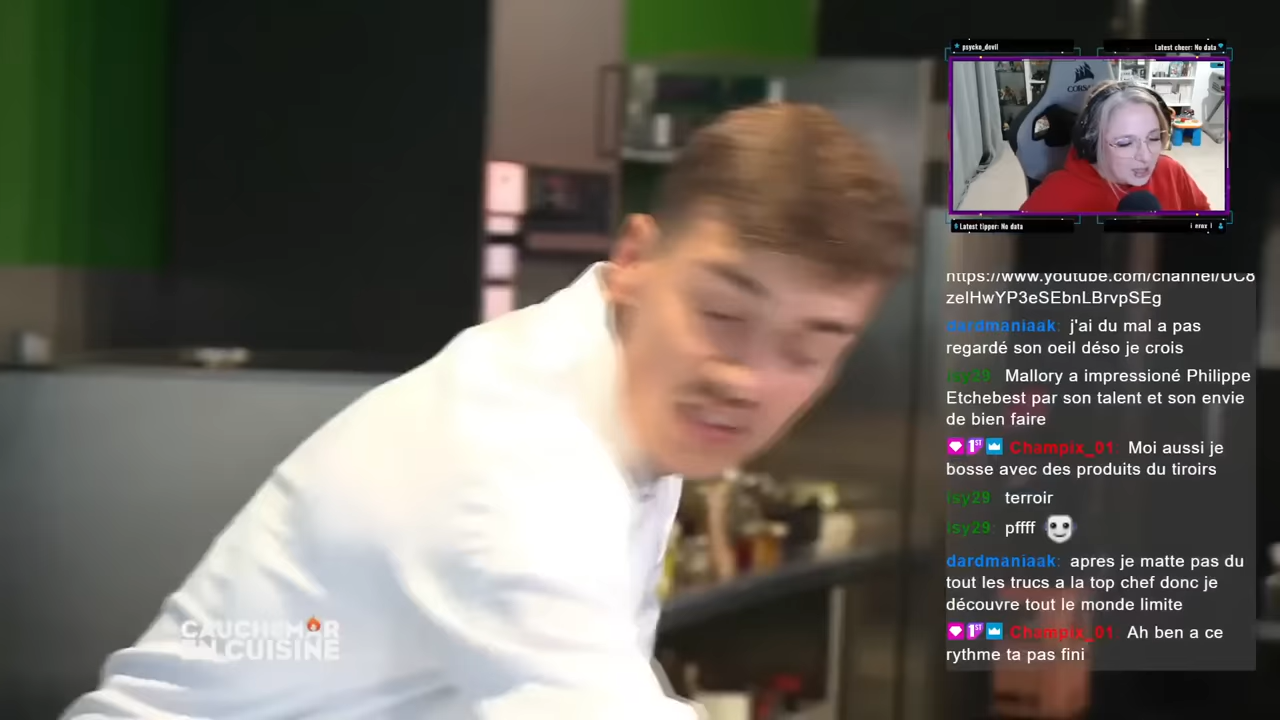 psycko_devil
Latest cheer: No data
CORSAIR
Latest tipper: No data
https://www.youtube.com/channel/UC8
zelHwYP3eSEbnLBrvpSEg
dardmaniaak: j'ai du mal a pas
regardé son oeil déso je crois
isy29: Mallory a impressioné Philippe
Etchebest par son talent et son envie
de bien faire
Champix_01: Moi aussi je
bosse avec des produits du tiroirs
isy29: terroir
isy29: pffff
dardmaniaak: apres je matte pas du
tout les trucs a la top chef donc je
découvre tout le monde limite
Champix_01: Ah ben a ce
rythme ta pas fini
CAUCHEMAR
EN CUISINE